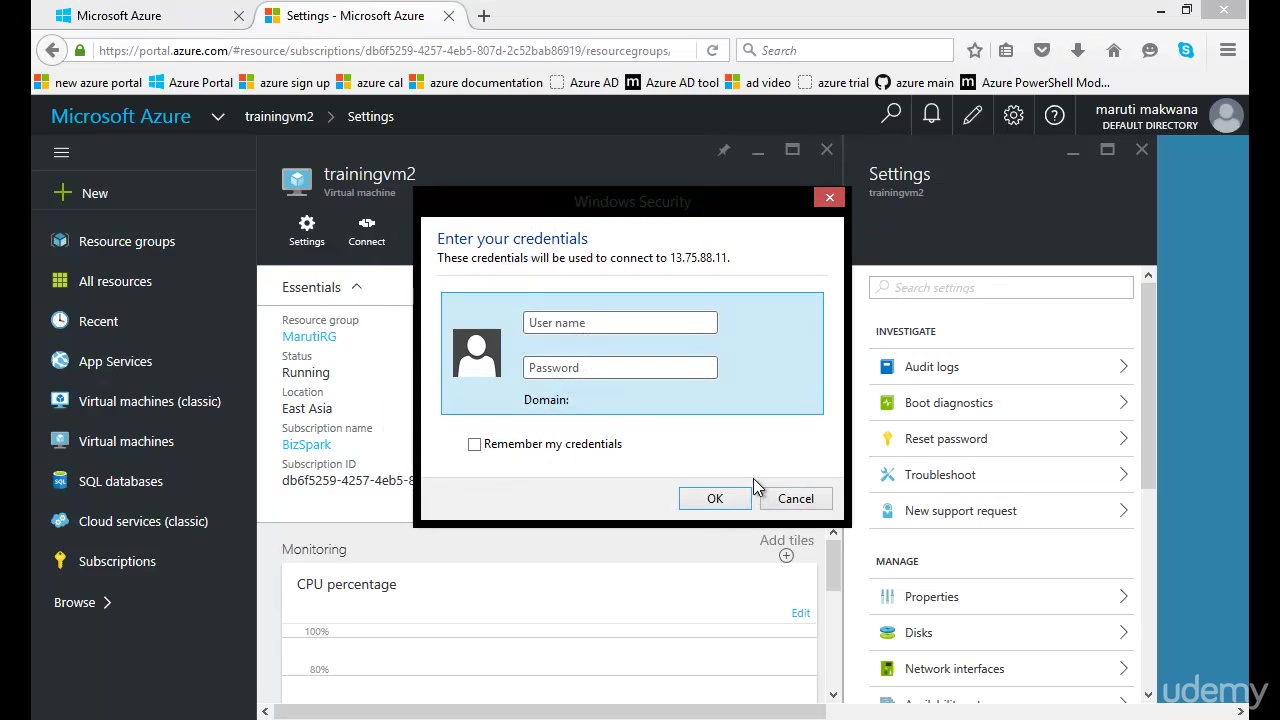 Microsoft Azure
Settings - Microsoft Azure
https://portal.azure.com/#resource/subscriptions/db6f5259-4257-4eb5-807d-2c52bab86919/resourcegroups,
Search
new azure portal
Azure Portal
azure sign up
azure cal
azure documentation
Azure AD
Azure AD tool
ad video
azure trial
azure main
Azure PowerShell Mod...
Microsoft Azure
trainingvm2
Settings
maruti makwana
DEFAULT DIRECTORY
New
Resource groups
All resources
Recent
App Services
Virtual machines (classic)
Virtual machines
SQL databases
Cloud services (classic)
Subscriptions
Browse
trainingvm2
Virtual machine
Settings
Connect
Essentials
Resource group
MarutiRG
Status
Running
Location
East Asia
Subscription name
BizSpark
Subscription ID
db6f5259-4257-4eb5-8
Monitoring
Add tiles
CPU percentage
Edit
100%
80%
Windows Security
Enter your credentials
These credentials will be used to connect to 13.75.88.11.
User name
Password
Domain:
Remember my credentials
OK
Cancel
Settings
trainingvm2
Search settings
INVESTIGATE
Audit logs
Boot diagnostics
Reset password
Troubleshoot
New support request
MANAGE
Properties
Disks
Network interfaces
udemy